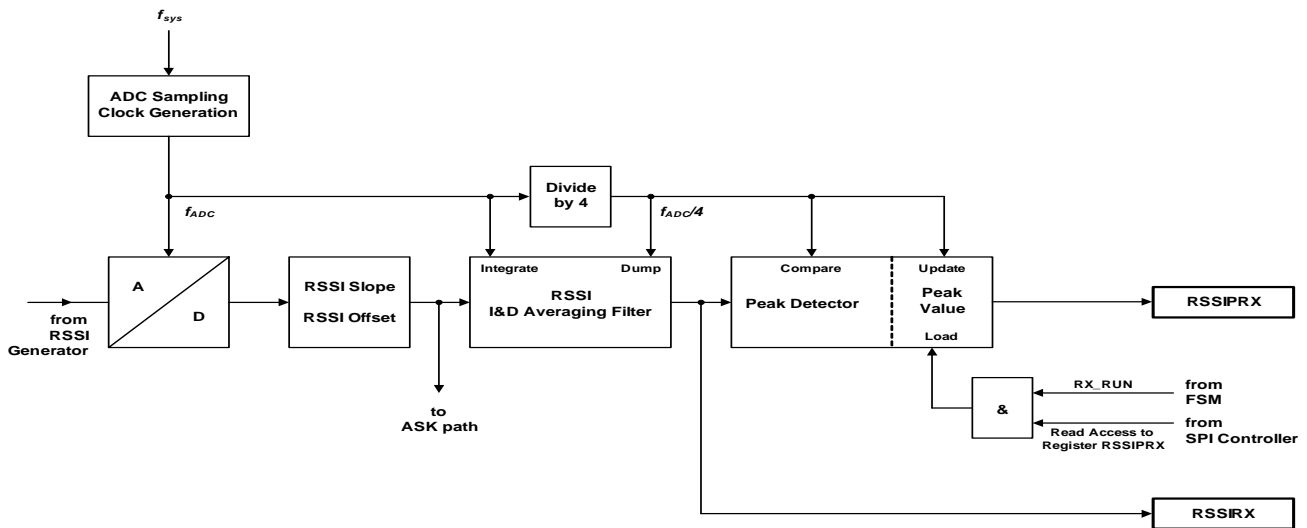 fsys
ADC Sampling
Clock Generation
Divide
by 4
fADC
fADC/4
A
D
from
RSSI
Generator
RSSI Slope
RSSI Offset
to
ASK path
Integrate
Dump
RSSI
I&D Averaging Filter
Compare
Peak Detector
Update
Peak
Value
Load
RSSIPRX
&
RX_RUN
from
FSM
Read Access to
Register RSSIPRX
from
SPI Controller
RSSIRX